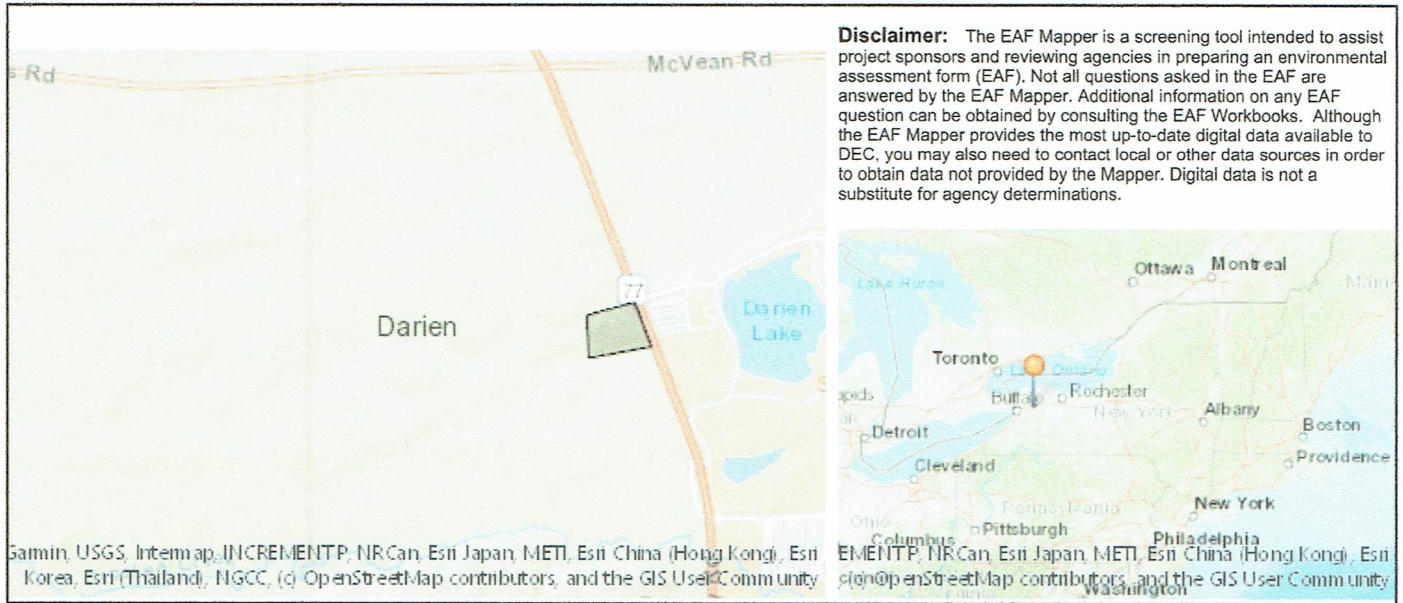 s Rd
McVean Rd
77
Darien
Darien
Lake
Garmin, USGS, Intermap, INCREMENT P, NRCan, Esri Japan, METI, Esri China (Hong Kong), Esri
Korea, Esri (Thailand), NGCC, (c) OpenStreetMap contributors, and the GIS User Community
Disclaimer: The EAF Mapper is a screening tool intended to assist
project sponsors and reviewing agencies in preparing an environmental
assessment form (EAF). Not all questions asked in the EAF are
answered by the EAF Mapper. Additional information on any EAF
question can be obtained by consulting the EAF Workbooks. Although
the EAF Mapper provides the most up-to-date digital data available to
DEC, you may also need to contact local or other data sources in order
to obtain data not provided by the Mapper. Digital data is not a
substitute for agency determinations.
Ottawa
Montreal
Main
Lake Huron
Toronto
Ontario
apids
Rochester
New York
Albany
Boston
Detroit
Providence
Cleveland
New York
Pennsylvania
Ohio
Pittsburgh
Columbus
Philadelphia
EMENT P, NRCan, Esri Japan, METI, Esri China (Hong Kong), Esri
OpenStreetMap contributors, and the GIS User Community
Washington